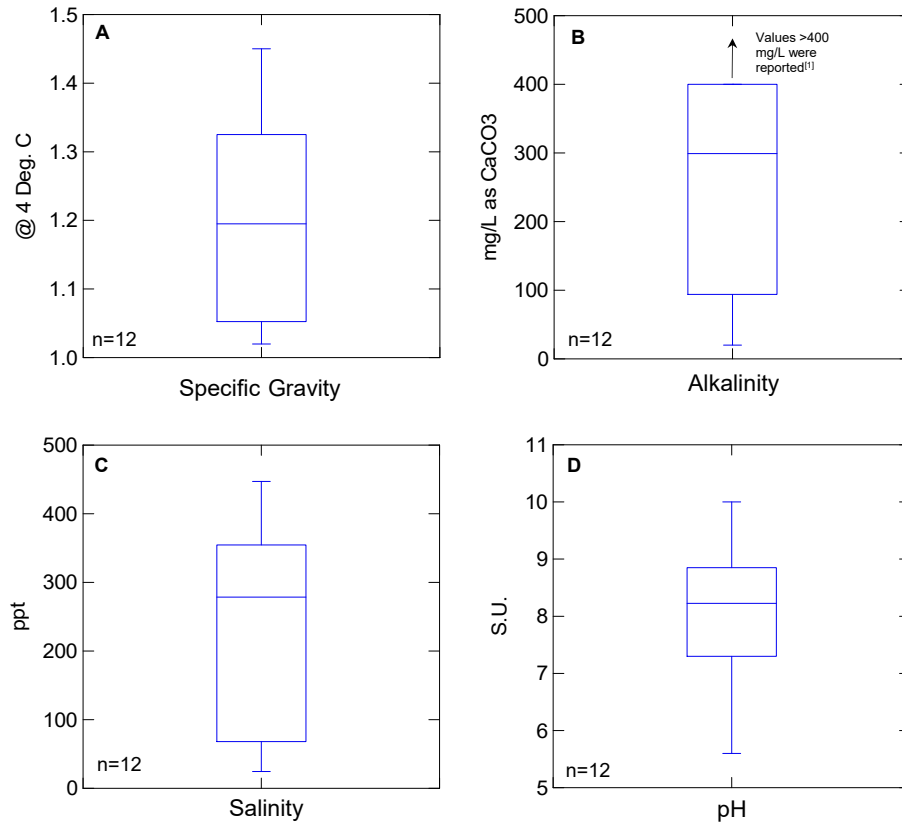 A
1.5
1.4
1.3
1.2
1.1
1.0
@ 4 Deg. C
n=12
Specific Gravity
B
Values >400
mg/L were
reported[1]
500
400
300
200
100
0
mg/L as CaCO3
n=12
Alkalinity
C
500
400
300
200
100
0
ppt
n=12
Salinity
D
11
10
9
8
7
6
5
S.U.
n=12
pH